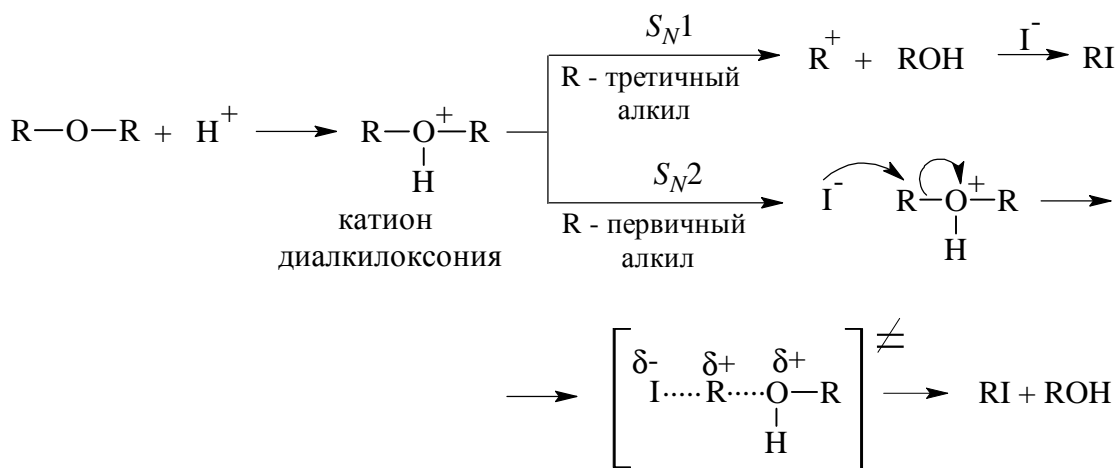 S_N1
R⁺ + ROH I⁻ RI
R - третичный
алкил
R—O—R + H⁺ R—O⁺—R
H
катион
диалкилоксония
S_N2
I⁻ R—O⁺—R
H
R - первичный
алкил
δ- δ+ δ+ ≠
I·····R·····O—R RI + ROH
H